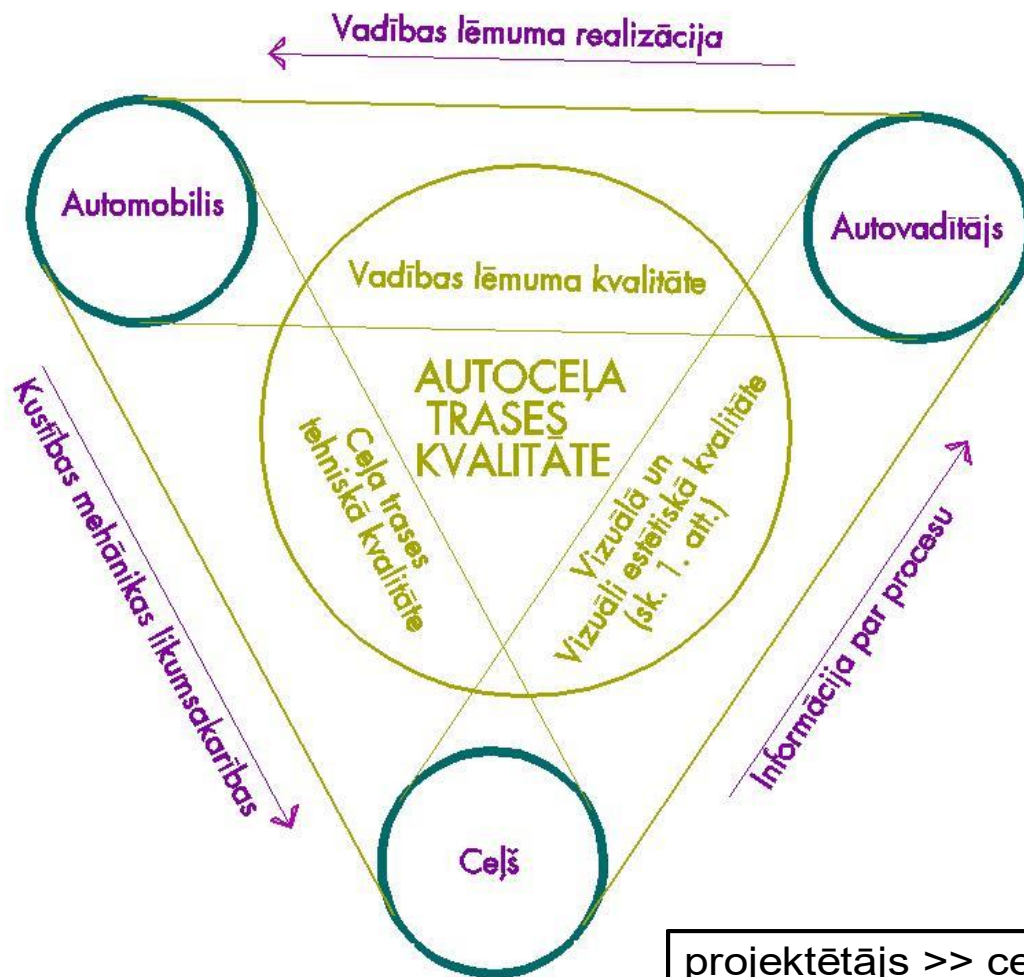 Vadības lēmuma realizācija
Automobilis
Autovadītājs
Vadības lēmuma kvalitāte
AUTOCEĻA
TRASES
KVALITĀTE
Ceļa trases
tehniskā kvalitāte
Vizuālā un
Vizuāli estētiskā kvalitāte
(sk. 1. att.)
Kustības mehānikas likumsakarības
Informācija par procesu
Ceļš
projektētājs >>